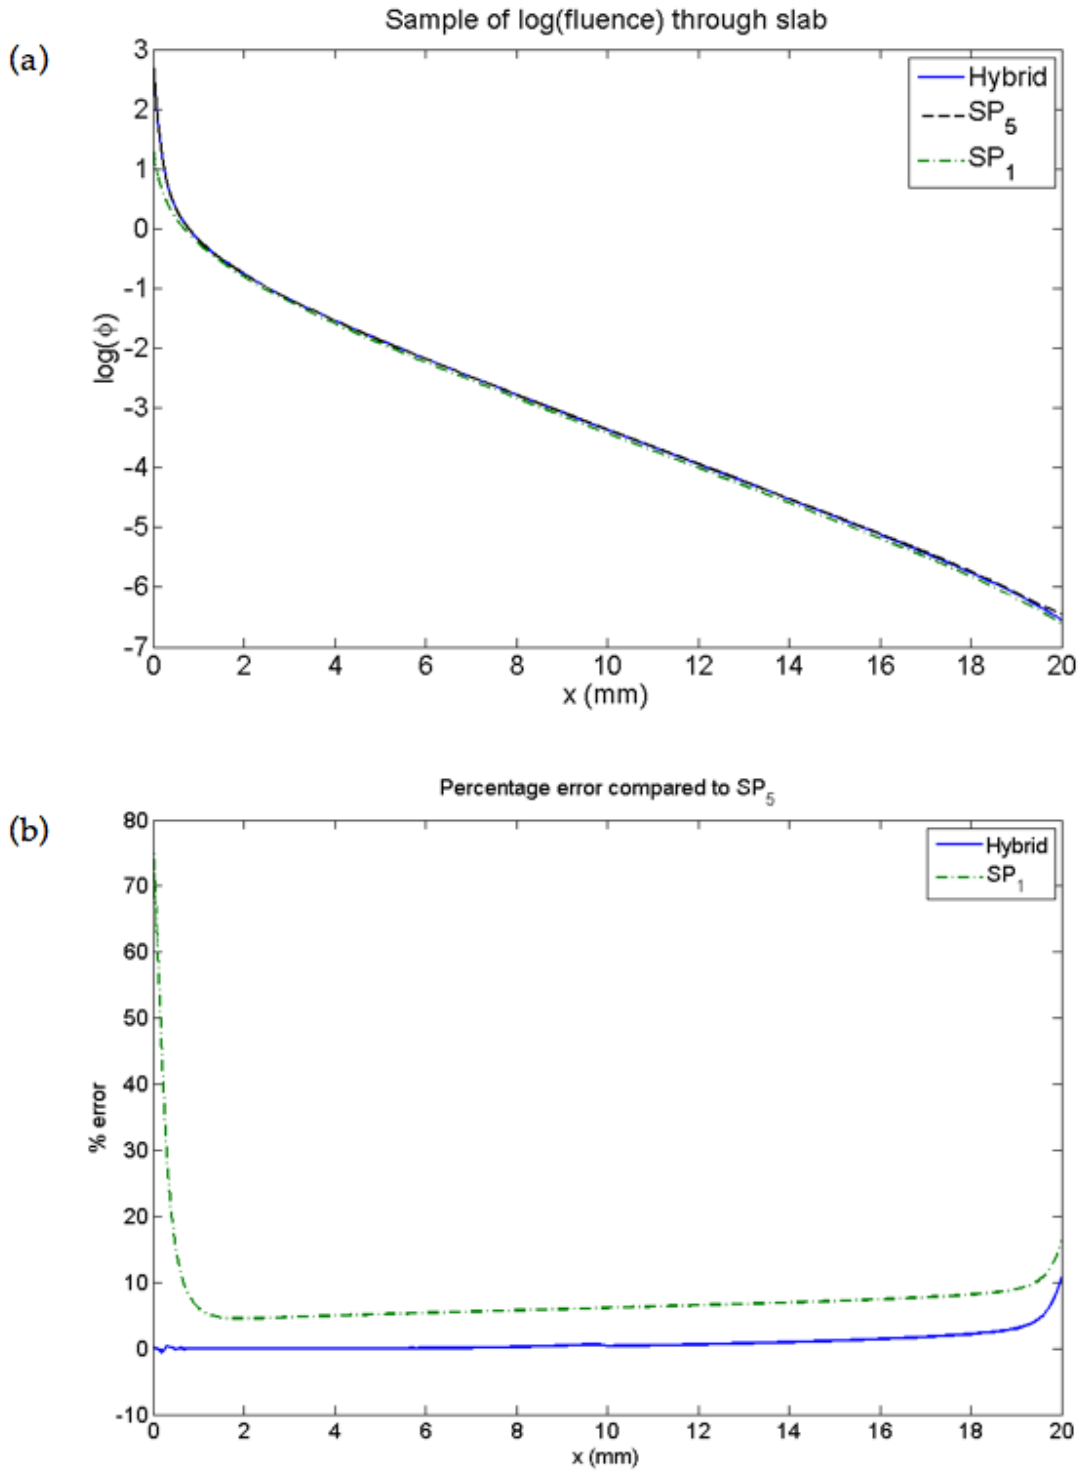 (a)
Sample of log(fluence) through slab
3
2
1
0
-1
-2
-3
-4
-5
-6
-7
log(ϕ)
Hybrid
SP5
SP1
0 2 4 6 8 10 12 14 16 18 20
x (mm)
(b)
Percentage error compared to SP5
80
70
60
50
40
30
20
10
0
-10
% error
Hybrid
SP1
0 2 4 6 8 10 12 14 16 18 20
x (mm)